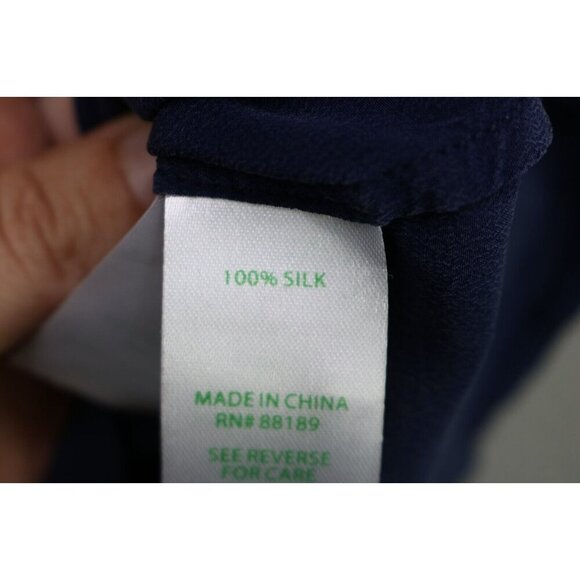 100% SILK
MADE IN CHINA
RN# 88189
SEE REVERSE
FOR CARE